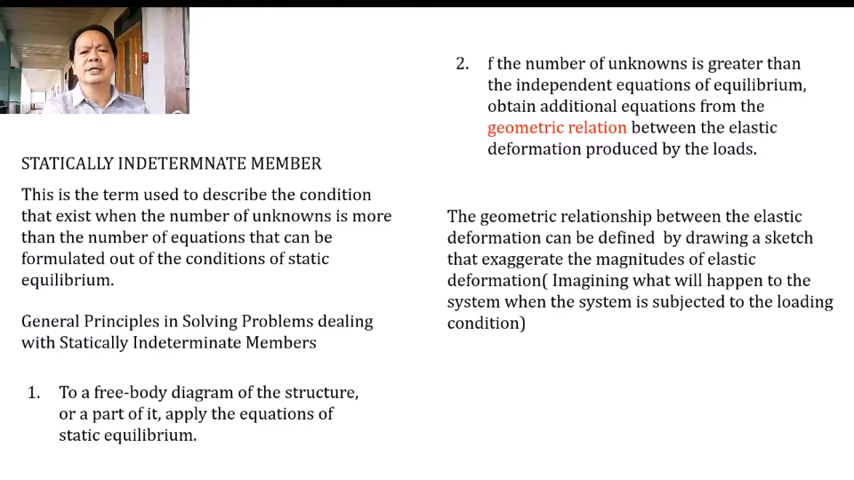 STATICALLY INDETERMNATE MEMBER
This is the term used to describe the condition
that exist when the number of unknowns is more
than the number of equations that can be
formulated out of the conditions of static
equilibrium.
General Principles in Solving Problems dealing
with Statically Indeterminate Members
1. To a free-body diagram of the structure,
or a part of it, apply the equations of
static equilibrium.
2. f the number of unknowns is greater than
the independent equations of equilibrium,
obtain additional equations from the
geometric relation between the elastic
deformation produced by the loads.
The geometric relationship between the elastic
deformation can be defined by drawing a sketch
that exaggerate the magnitudes of elastic
deformation( Imagining what will happen to the
system when the system is subjected to the loading
condition)